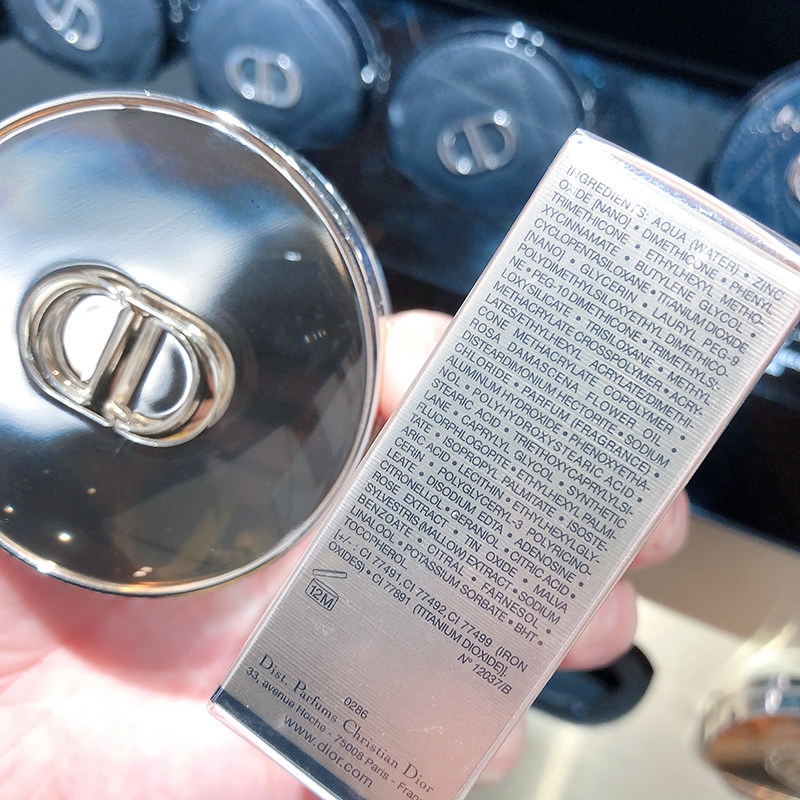 INGREDIENTS: AQUA (WATER) • ZINC
OXIDE (NANO) • DIMETHICONE • PHENYL
TRIMETHICONE • ETHYLHEXYL METHO-
XYCINNAMATE • BUTYLENE GLYCOL •
CYCLOPENTASILOXANE • TITANIUM DIOXIDE
(NANO) • GLYCERIN • LAURYL PEG-9
POLYDIMETHYLSILOXYETHYL DIMETHICO-
NE • PEG-10 DIMETHICONE • TRIMETHYLS-
LOXYSILICATE • TRISILOXANE • METHYL
METHACRYLATE CROSSPOLYMER • ACRY-
LATES/ETHYLHEXYL ACRYLATE/DIMETHI-
CONE METHACRYLATE COPOLYMER •
ROSA DAMASCENA FLOWER OIL •
DISTEARDIMONIUM HECTORITE • SODIUM
CHLORIDE • PARFUM (FRAGRANCE) •
ALUMINUM HYDROXIDE • PHENOXYETHA-
NOL • POLYHYDROXYSTEARIC ACID •
STEARIC ACID • TRIETHOXYCAPRYLYLSI-
LANE • CAPRYLYL GLYCOL • SYNTHETIC
FLUORPHLOGOPITE • ETHYLHEXYL PALMI-
TATE • ISOPROPYL PALMITATE • ISOSTE-
ARIC ACID • LECITHIN • ETHYLHEXYLGLY-
CERIN • POLYGLYCERYL-3 POLYRICINO-
LEATE • DISODIUM EDTA • ADENOSINE •
CITRONELLOL • GERANIOL • CITRIC ACID •
ROSE EXTRACT • TIN OXIDE • MALVA
SYLVESTRIS (MALLOW) EXTRACT • SODIUM
BENZOATE • CITRAL • FARNESOL •
LINALOOL • POTASSIUM SORBATE • BHT •
TOCOPHEROL
[+/-: CI 77491, CI 77492, CI 77499 (IRON
OXIDES) • CI 77891 (TITANIUM DIOXIDE)].
N° 12037/B
12M
0286
Dist. Parfums Christian Dior
33, avenue Hoche - 75008 Paris - Fran
www.dior.com